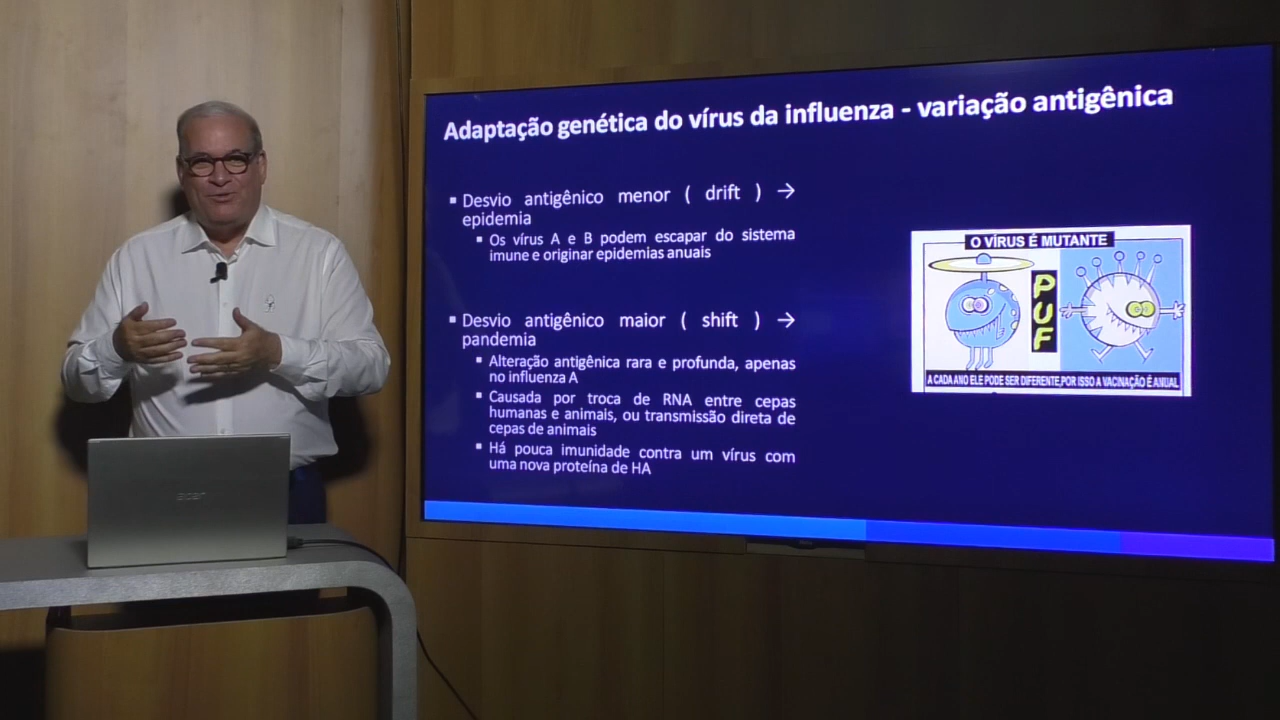 Adaptação genética do vírus da influenza - variação antigênica
▪ Desvio antigênico menor ( drift ) →
epidemia
▪ Os vírus A e B podem escapar do sistema
imune e originar epidemias anuais
▪ Desvio antigênico maior ( shift ) →
pandemia
▪ Alteração antigênica rara e profunda, apenas
no influenza A
▪ Causada por troca de RNA entre cepas
humanas e animais, ou transmissão direta de
cepas de animais
▪ Há pouca imunidade contra um vírus com
uma nova proteína de HA
O VÍRUS É MUTANTE
PUF
A CADA ANO ELE PODE SER DIFERENTE,POR ISSO A VACINAÇÃO É ANUAL
acer